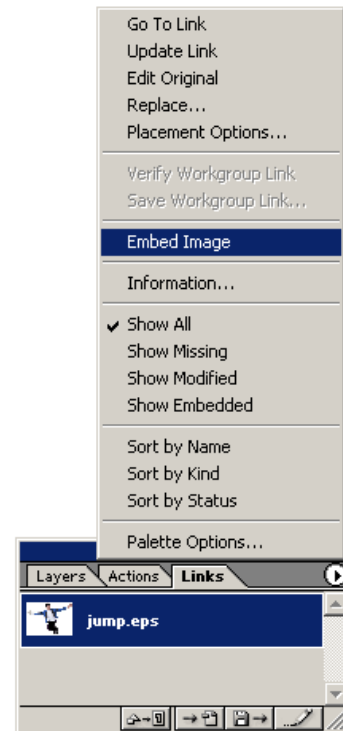 Go To Link
Update Link
Edit Original
Replace...
Placement Options...
Verify Workgroup Link
Save Workgroup Link...
Embed Image
Information...
Show All
Show Missing
Show Modified
Show Embedded
Sort by Name
Sort by Kind
Sort by Status
Palette Options...
Layers Actions Links
jump.eps